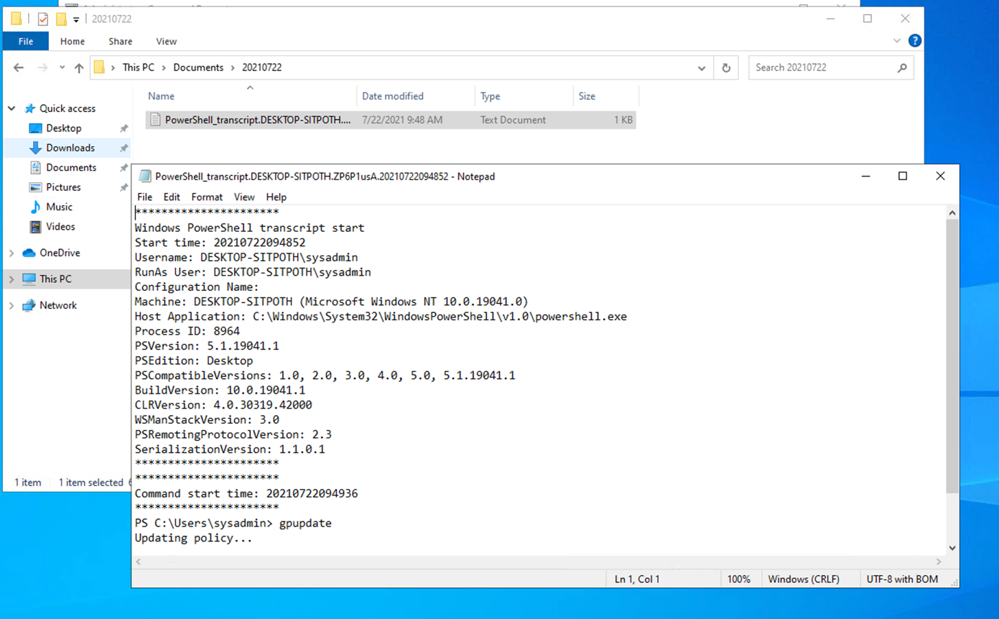 20210722
File Home Share View
This PC > Documents > 20210722
Search 20210722
Name Date modified Type Size
PowerShell_transcript.DESKTOP-SITPOTH.... 7/22/2021 9:48 AM Text Document 1 KB
Quick access
Desktop
Downloads
Documents
Pictures
Music
Videos
OneDrive
This PC
Network
1 item 1 item selected
PowerShell_transcript.DESKTOP-SITPOTH.ZP6P1usA.20210722094852 - Notepad
File Edit Format View Help
**********************
Windows PowerShell transcript start
Start time: 20210722094852
Username: DESKTOP-SITPOTH\sysadmin
RunAs User: DESKTOP-SITPOTH\sysadmin
Configuration Name:
Machine: DESKTOP-SITPOTH (Microsoft Windows NT 10.0.19041.0)
Host Application: C:\Windows\System32\WindowsPowerShell\v1.0\powershell.exe
Process ID: 8964
PSVersion: 5.1.19041.1
PSEdition: Desktop
PSCompatibleVersions: 1.0, 2.0, 3.0, 4.0, 5.0, 5.1.19041.1
BuildVersion: 10.0.19041.1
CLRVersion: 4.0.30319.42000
WSManStackVersion: 3.0
PSRemotingProtocolVersion: 2.3
SerializationVersion: 1.1.0.1
**********************
**********************
Command start time: 20210722094936
**********************
PS C:\Users\sysadmin> gpupdate
Updating policy...
Ln 1, Col 1 100% Windows (CRLF) UTF-8 with BOM